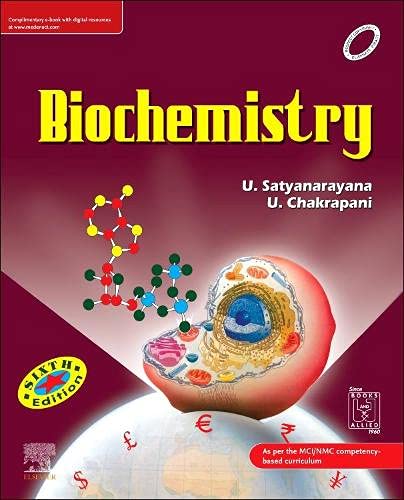 Complimentary e-book with digital resources
at www.medenact.com
Biochemistry
U. Satyanarayana
U. Chakrapani
SIXTH
Edition
$ £ € ₹ ¥
Since
BOOKS
AND
ALLIED
1960
As per the MCI/NMC competency-
based curriculum
ELSEVIER